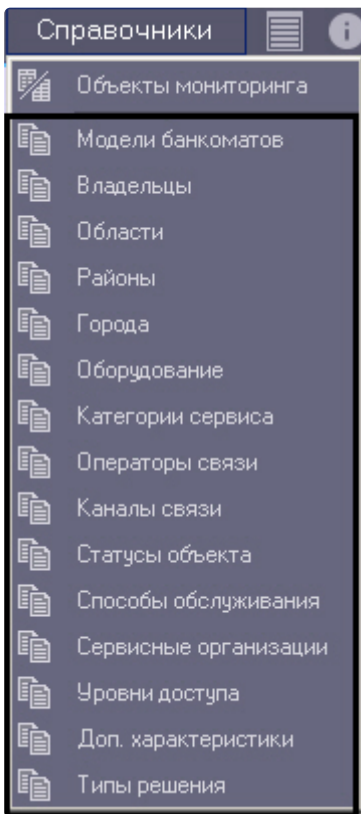 Справочники
Объекты мониторинга
Модели банкоматов
Владельцы
Области
Районы
Города
Оборудование
Категории сервиса
Операторы связи
Каналы связи
Статусы объекта
Способы обслуживания
Сервисные организации
Уровни доступа
Доп. характеристики
Типы решения